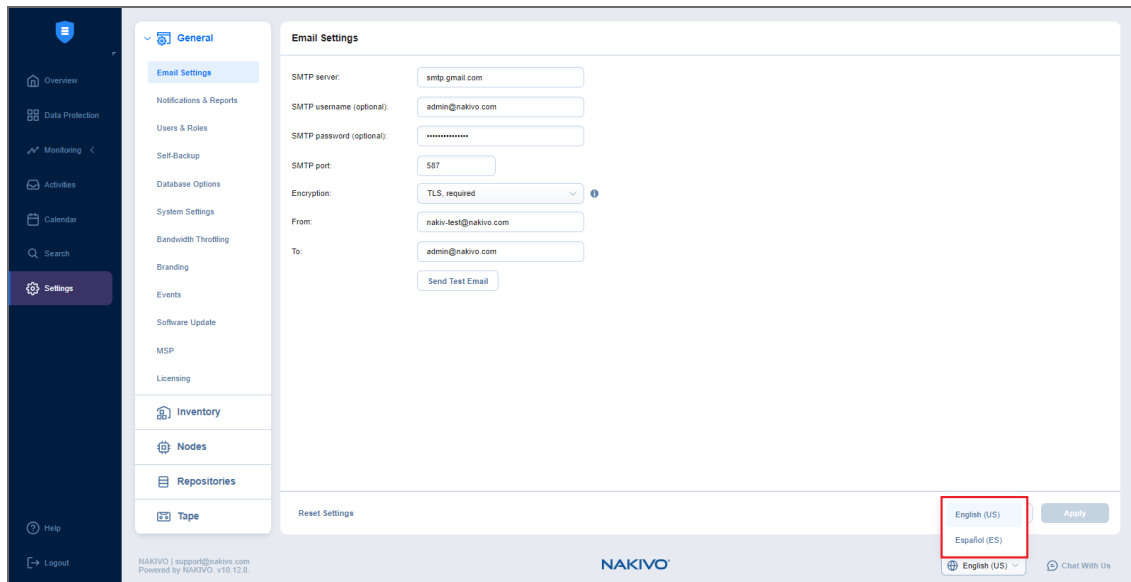 Overview
Data Protection
Monitoring
Activities
Calendar
Search
Settings
Help
Logout
General
Email Settings
Notifications & Reports
Users & Roles
Self-Backup
Database Options
System Settings
Bandwidth Throttling
Branding
Events
Software Update
MSP
Licensing
Inventory
Nodes
Repositories
Tape
Email Settings
SMTP server: smtp.gmail.com
SMTP username (optional): admin@nakivo.com
SMTP password (optional): ••••••••••••••
SMTP port: 587
Encryption: TLS, required
From: nakiv-test@nakivo.com
To: admin@nakivo.com
Send Test Email
Reset Settings
English (US)
Español (ES)
Apply
NAKIVO | support@nakivo.com
Powered by NAKIVO. v10.12.0.
NAKIVO®
English (US)
Chat With Us